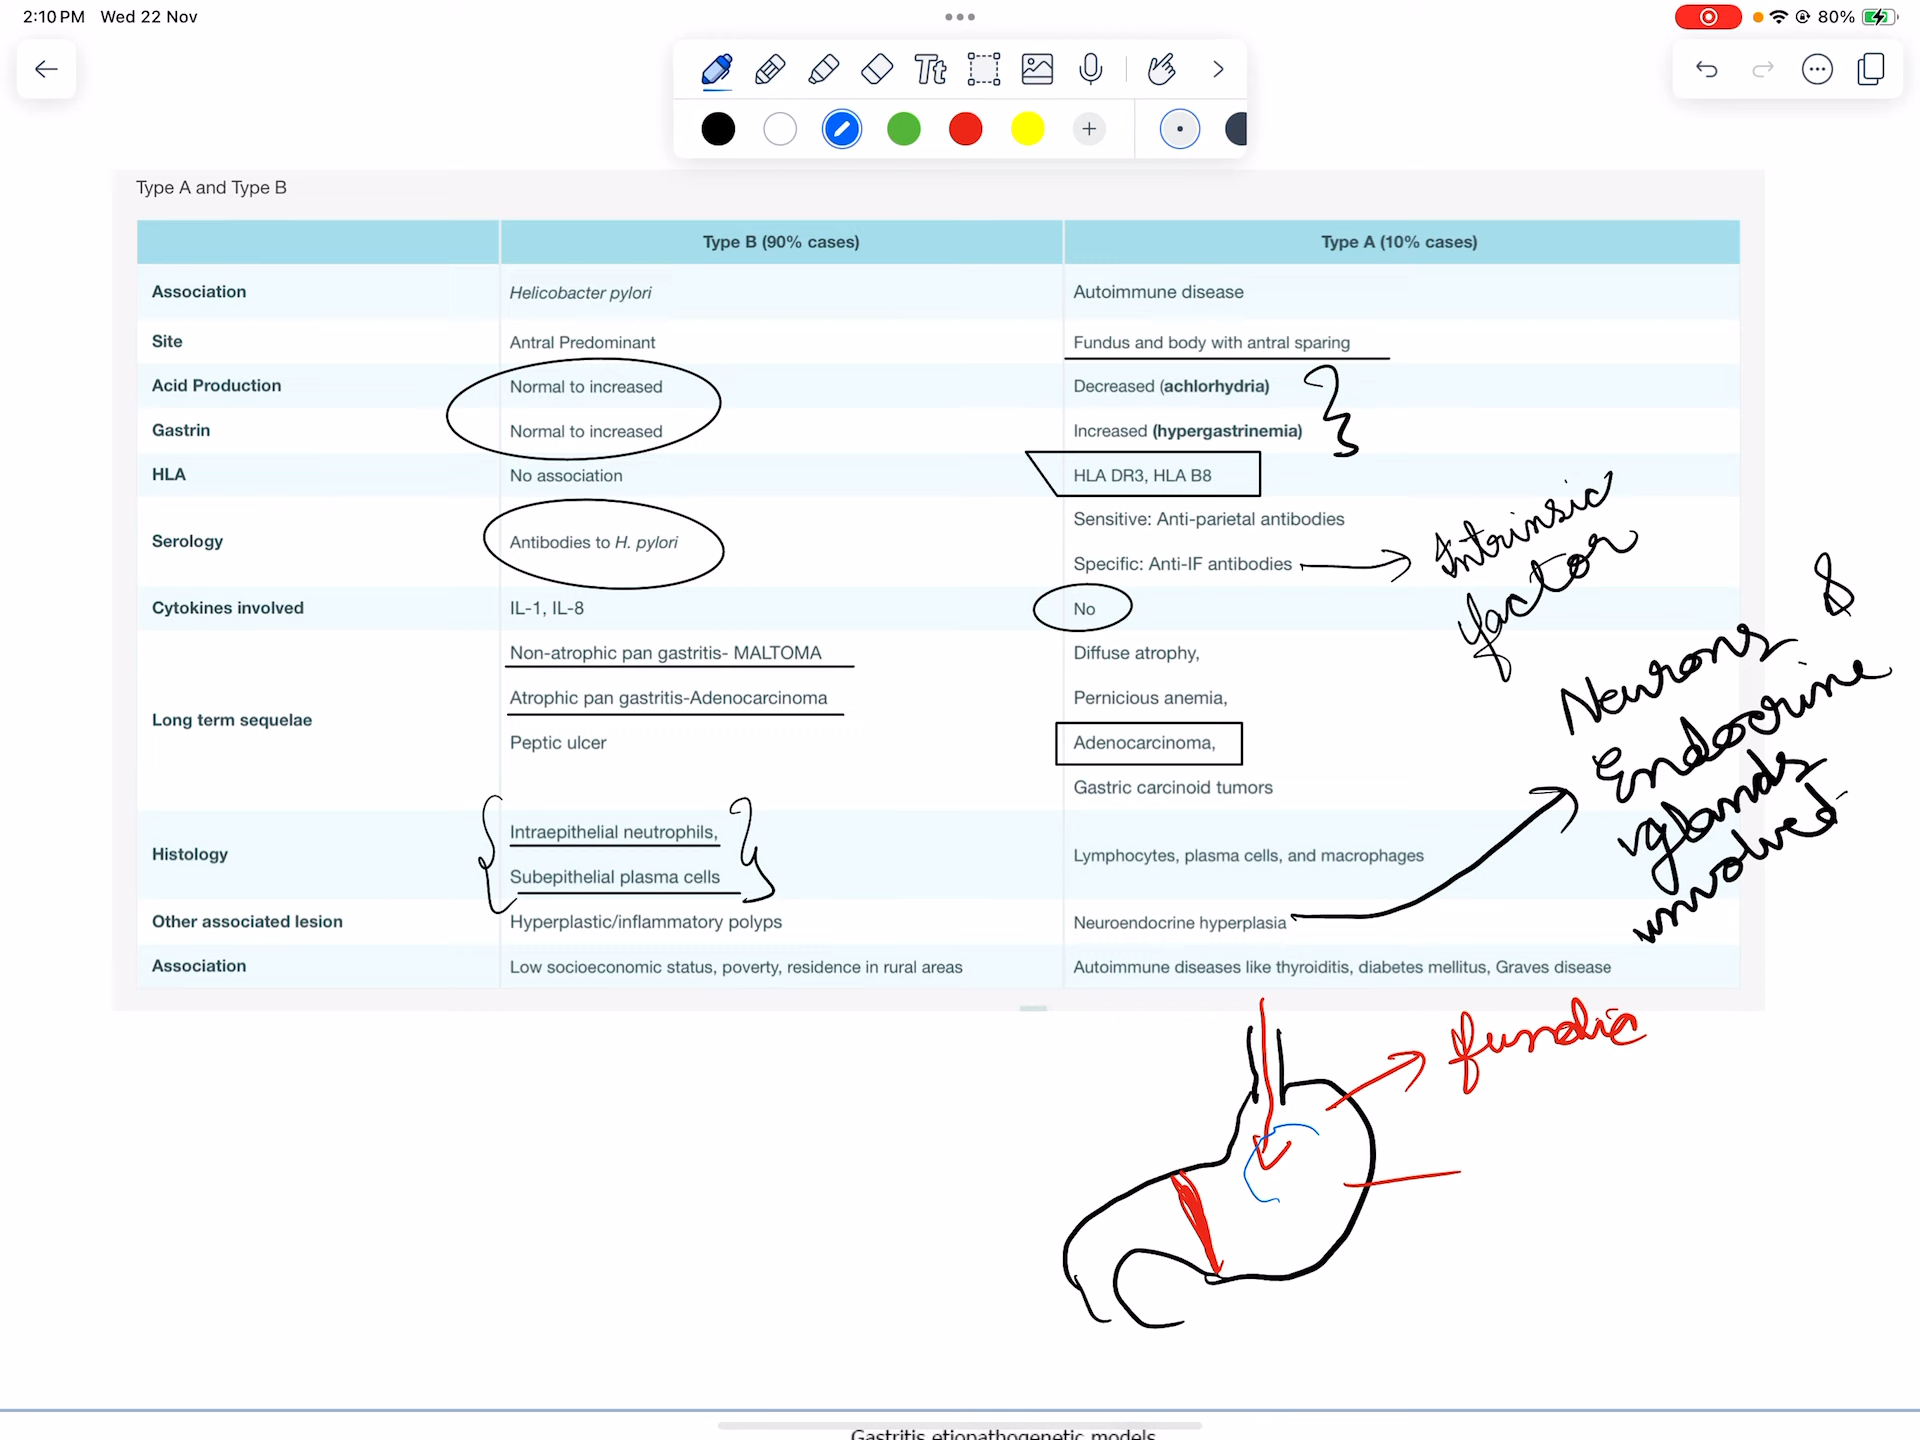 2:10 PM Wed 22 Nov
80%
Tt
Type A and Type B
Type B (90% cases)
Type A (10% cases)
Association
Helicobacter pylori
Autoimmune disease
Site
Antral Predominant
Fundus and body with antral sparing
Acid Production
Normal to increased
Decreased (achlorhydria)
Gastrin
Normal to increased
Increased (hypergastrinemia)
HLA
No association
HLA DR3, HLA B8
Serology
Antibodies to H. pylori
Sensitive: Anti-parietal antibodies
Specific: Anti-IF antibodies
Intrinsic
factor
Cytokines involved
IL-1, IL-8
No
Long term sequelae
Non-atrophic pan gastritis- MALTOMA
Atrophic pan gastritis-Adenocarcinoma
Peptic ulcer
Diffuse atrophy,
Pernicious anemia,
Adenocarcinoma,
Gastric carcinoid tumors
Histology
Intraepithelial neutrophils,
Subepithelial plasma cells
Lymphocytes, plasma cells, and macrophages
Other associated lesion
Hyperplastic/inflammatory polyps
Neuroendocrine hyperplasia
Neurons &
Endocrine
glands
involved
Association
Low socioeconomic status, poverty, residence in rural areas
Autoimmune diseases like thyroiditis, diabetes mellitus, Graves disease
Gastritis etiopathogenetic models